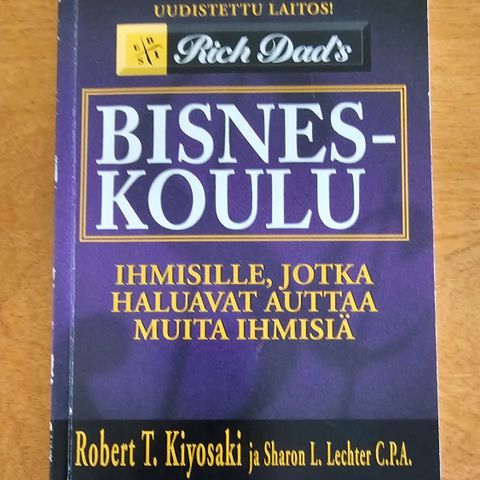 UUDISTETTU LAITOS!
E
S B I
Rich Dad's
BISNES-
KOULU
IHMISILLE, JOTKA
HALUAVAT AUTTAA
MUITA IHMISIÄ
Robert T. Kiyosaki ja Sharon L. Lechter C.P.A.